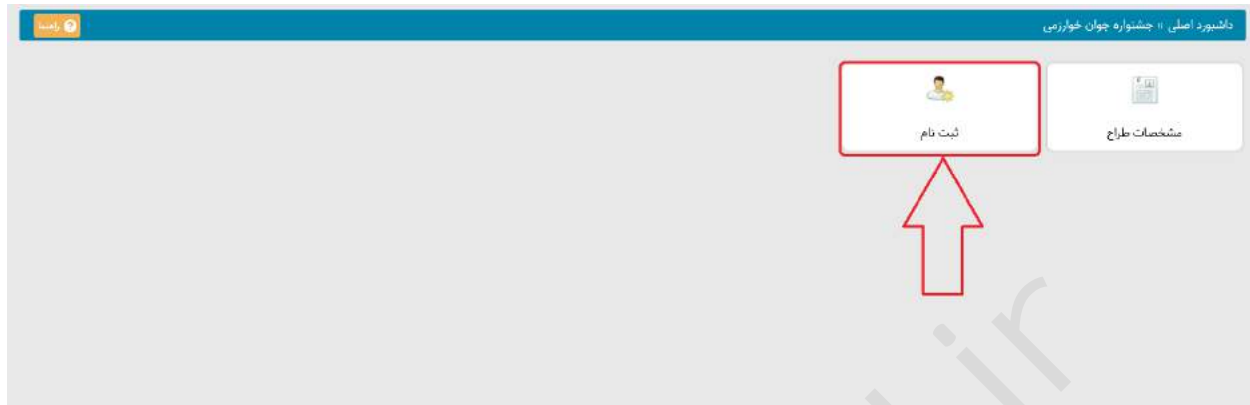 داشبورد اصلی » جشنواره جوان خوارزمی
راهنما
مشخصات طراح
ثبت نام